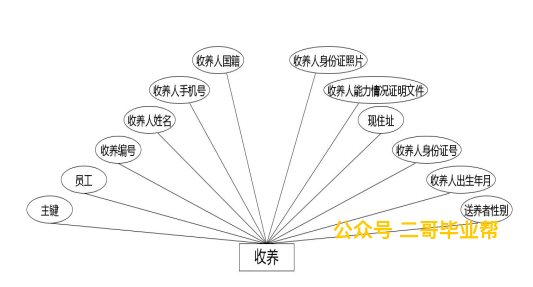 收养人国籍
收养人身份证照片
收养人手机号
收养人能力情况证明文件
收养人姓名
现住址
收养编号
收养人身份证号
员工
收养人出生年月
主键
送养者性别
公众号 二哥毕业帮
收养